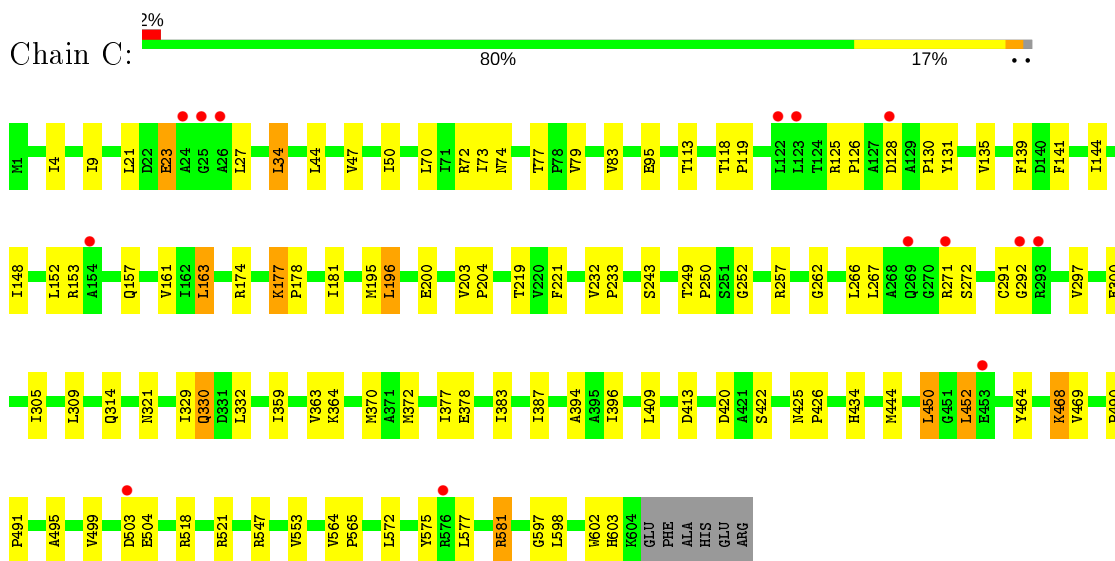 2%
Chain C:
80% 17% • •
M1 I4 I9 L21 D22 E23 A24 G25 A26 L27 L34 L44 V47 I50 L70 I71 R72 I73 N74 T77 P78 V79 V83 E95 T113 T118 P119 L122 L123 T124 R125 P126 A127 D128 A129 P130 Y131 V135 F139 D140 F141 I144
I148 L152 R153 A154 Q157 V161 I162 L163 R174 K177 P178 I181 M195 L196 E200 V203 P204 T219 V220 F221 V232 P233 S243 T249 P250 S251 G252 R257 G262 L266 L267 A268 Q269 G270 R271 S272 C291 G292 R293 V297
I305 L309 Q314 N321 I329 Q330 D331 L332 I359 V363 K364 M370 A371 M372 I377 E378 I383 I387 A394 A395 I396 L409 D413 D420 A421 S422 N425 P426 H434 M444 L450 G451 L452 E453 Y464 K468 V469
P491 A495 V499 D503 E504 R518 R521 R547 V553 V564 P565 L572 Y575 R576 L577 R581 G597 L598 W602 H603 K604 GLU PHE ALA HIS GLU ARG